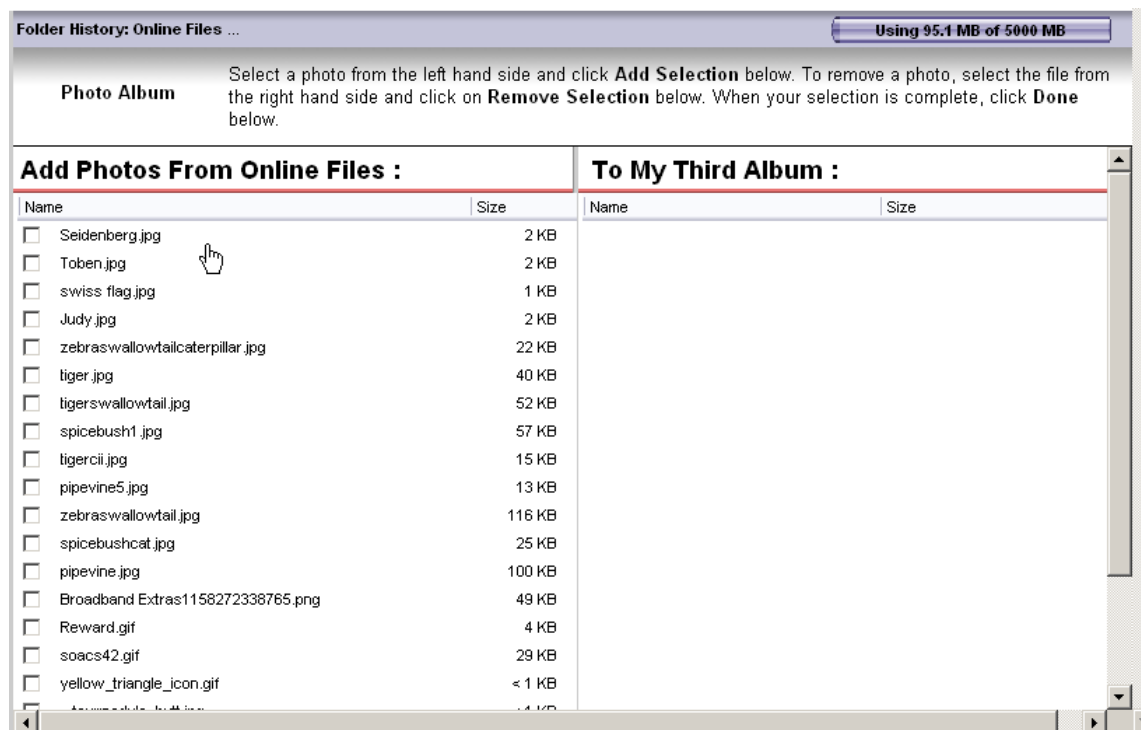 Folder History: Online Files ...
Using 95.1 MB of 5000 MB
Photo Album
Select a photo from the left hand side and click Add Selection below. To remove a photo, select the file from
the right hand side and click on Remove Selection below. When your selection is complete, click Done
below.
Add Photos From Online Files :
To My Third Album :
Name Size
Name Size
Seidenberg.jpg 2 KB
Toben.jpg 2 KB
swiss flag.jpg 1 KB
Judy.jpg 2 KB
zebraswallowtailcaterpillar.jpg 22 KB
tiger.jpg 40 KB
tigerswallowtail.jpg 52 KB
spicebush1.jpg 57 KB
tigercii.jpg 15 KB
pipevine5.jpg 13 KB
zebraswallowtail.jpg 116 KB
spicebushcat.jpg 25 KB
pipevine.jpg 100 KB
Broadband Extras1158272338765.png 49 KB
Reward.gif 4 KB
soacs42.gif 29 KB
yellow_triangle_icon.gif < 1 KB